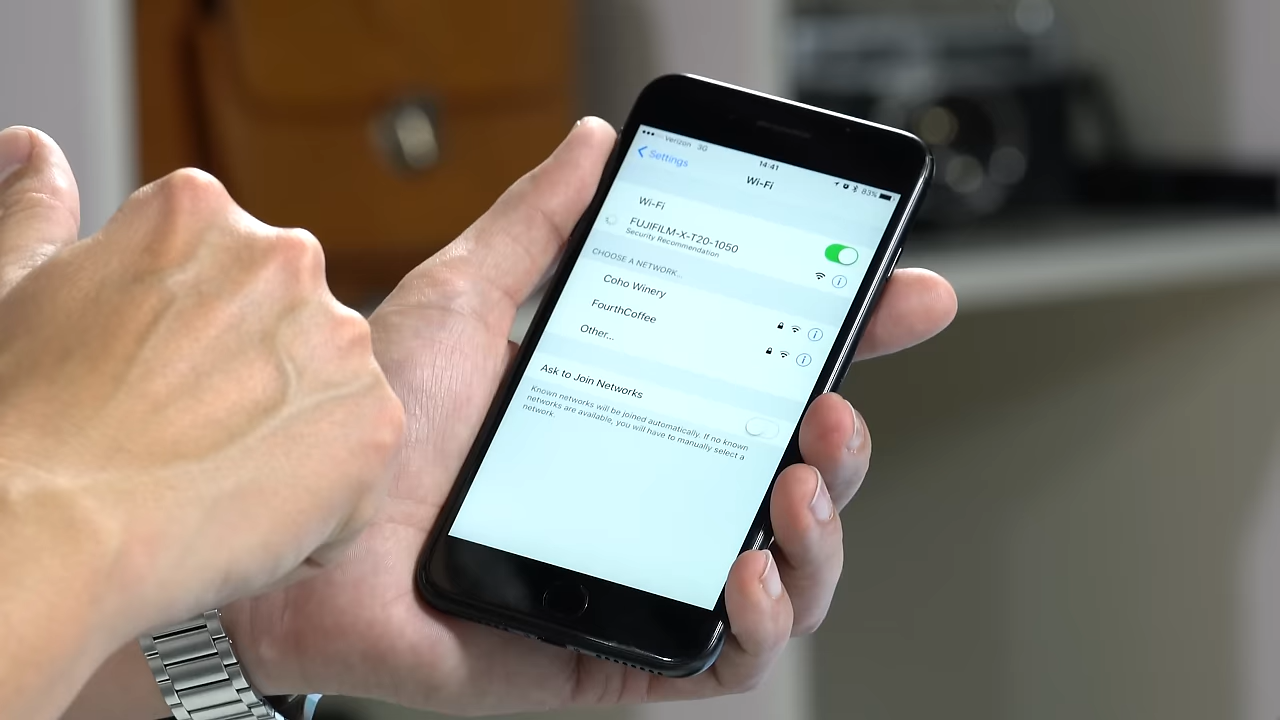 Verizon 3G 14:41 83%
Settings
Wi-Fi
Wi-Fi
FUJIFILM-X-T20-1050
Security Recommendation
CHOOSE A NETWORK...
Coho Winery
FourthCoffee
Other...
Ask to Join Networks
Known networks will be joined automatically. If no known
networks are available, you will have to manually select a
network.